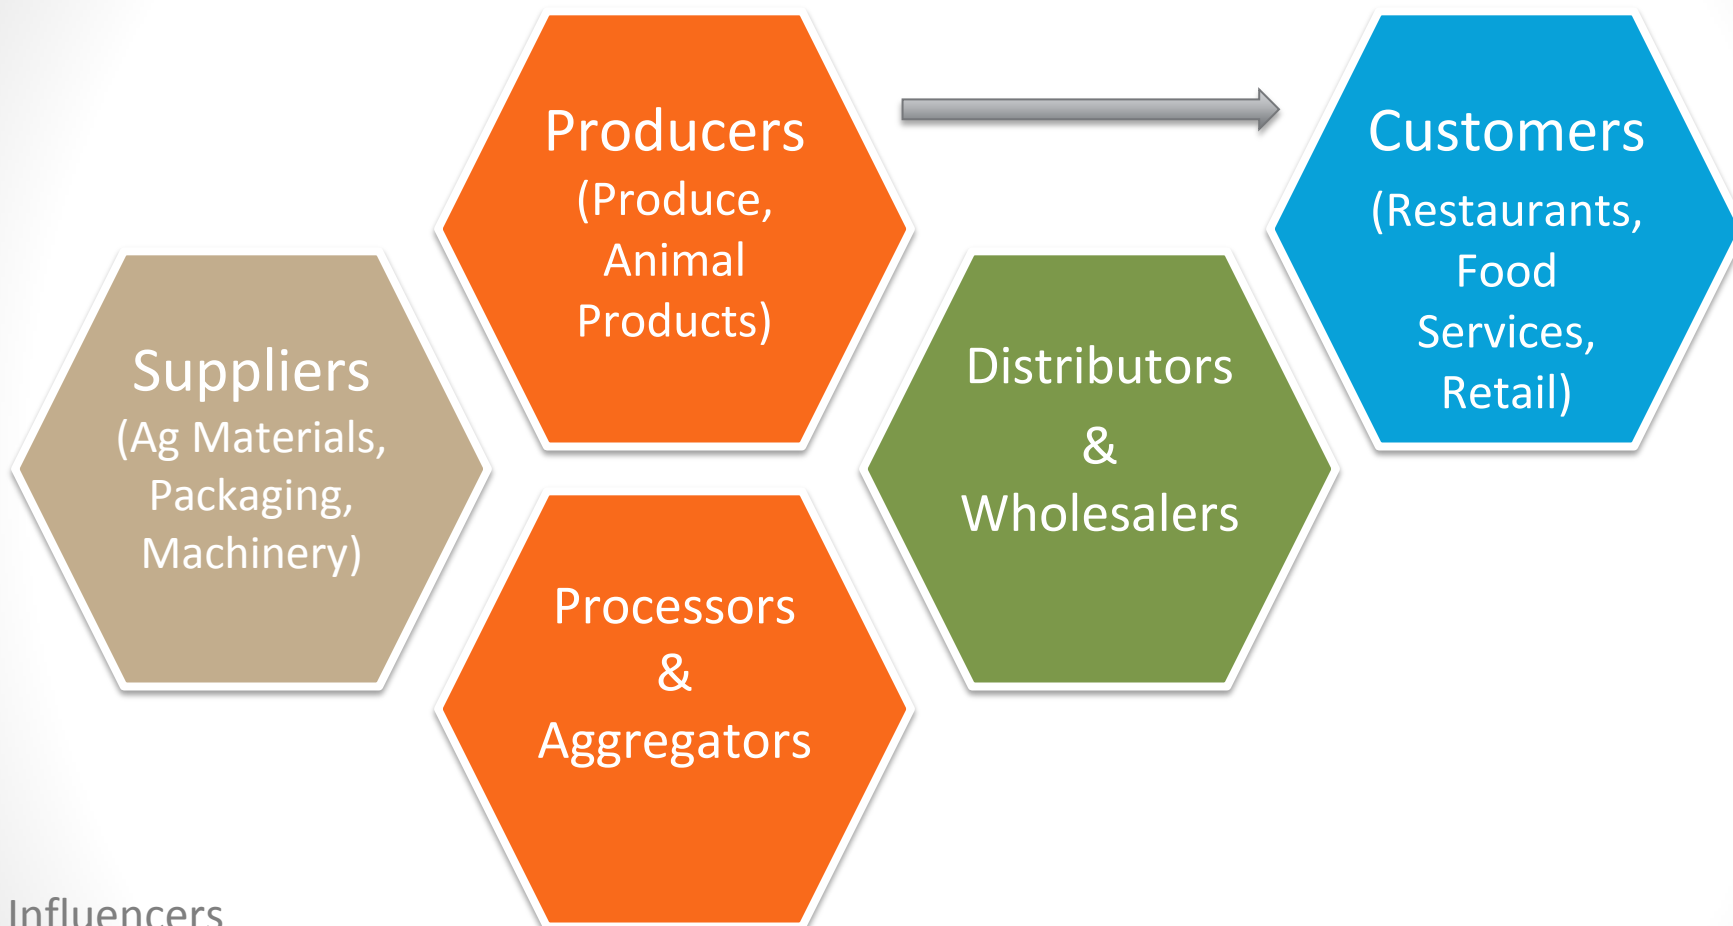 Producers
(Produce,
Animal
Products)
Customers
(Restaurants,
Food
Services,
Retail)
Suppliers
(Ag Materials,
Packaging,
Machinery)
Distributors
&
Wholesalers
Processors
&
Aggregators
Influencers